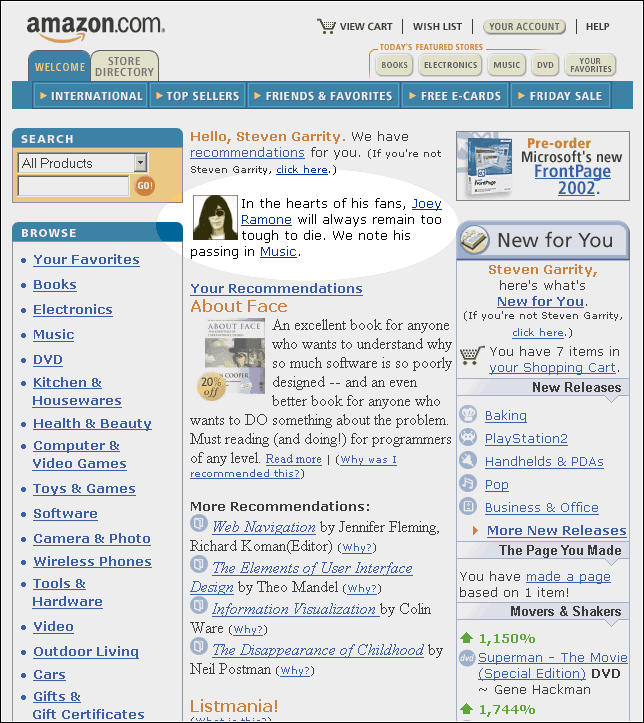 amazon.com.
VIEW CART | WISH LIST | YOUR ACCOUNT | HELP
WELCOME
STORE
DIRECTORY
TODAY'S FEATURED STORES
BOOKS
ELECTRONICS
MUSIC
DVD
YOUR
FAVORITES
INTERNATIONAL
TOP SELLERS
FRIENDS & FAVORITES
FREE E-CARDS
FRIDAY SALE
SEARCH
All Products
GO!
BROWSE
• Your Favorites
• Books
• Electronics
• Music
• DVD
• Kitchen &
Housewares
• Health & Beauty
• Computer &
Video Games
• Toys & Games
• Software
• Camera & Photo
• Wireless Phones
• Tools &
Hardware
• Video
• Outdoor Living
• Cars
• Gifts &
Gift Certificates
Hello, Steven Garrity. We have
recommendations for you. (If you're not
Steven Garrity, click here.)
In the hearts of his fans, Joey
Ramone will always remain too
tough to die. We note his
passing in Music.
Your Recommendations
About Face
ABOUT FACE
COOPER
20%
off
An excellent book for anyone
who wants to understand why
so much software is so poorly
designed -- and an even
better book for anyone who
wants to DO something about the problem.
Must reading (and doing!) for programmers
of any level. Read more | (Why was I
recommended this?)
More Recommendations:
Web Navigation by Jennifer Fleming,
Richard Koman(Editor) (Why?)
The Elements of User Interface
Design by Theo Mandel (Why?)
Information Visualization by Colin
Ware (Why?)
The Disappearance of Childhood by
Neil Postman (Why?)
Listmania!
(What is this?)
Pre-order
Microsoft's new
FrontPage
2002.
FrontPage
New for You
Steven Garrity,
here's what's
New for You.
(If you're not Steven Garrity,
click here.)
You have 7 items in
your Shopping Cart.
New Releases
Baking
PlayStation2
Handhelds & PDAs
Pop
Business & Office
More New Releases
The Page You Made
You have made a page
based on 1 item!
Movers & Shakers
1,150%
dvd
Superman - The Movie
(Special Edition) DVD
~ Gene Hackman
1,744%